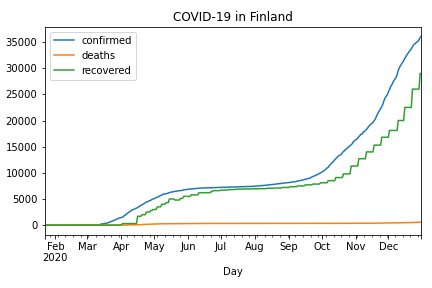 COVID-19 in Finland
confirmed
deaths
recovered
35000
30000
25000
20000
15000
10000
5000
0
Feb Mar Apr May Jun Jul Aug Sep Oct Nov Dec
2020
Day